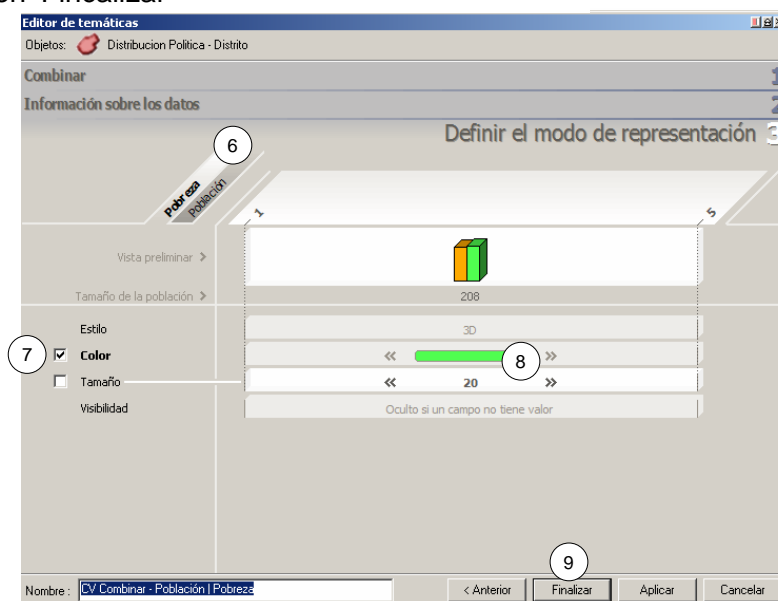 Editor de temáticas
Objetos: Distribucion Politica - Distrito
Combinar 1
Información sobre los datos 2
Definir el modo de representación 3
6
Pobreza
Población
1 5
Vista preliminar >
Tamaño de la población > 208
Estilo 3D
7 Color « 8 »
Tamaño « 20 »
Visibilidad Oculto si un campo no tiene valor
9
Nombre : CV Combinar - Población | Pobreza < Anterior Finalizar Aplicar Cancelar